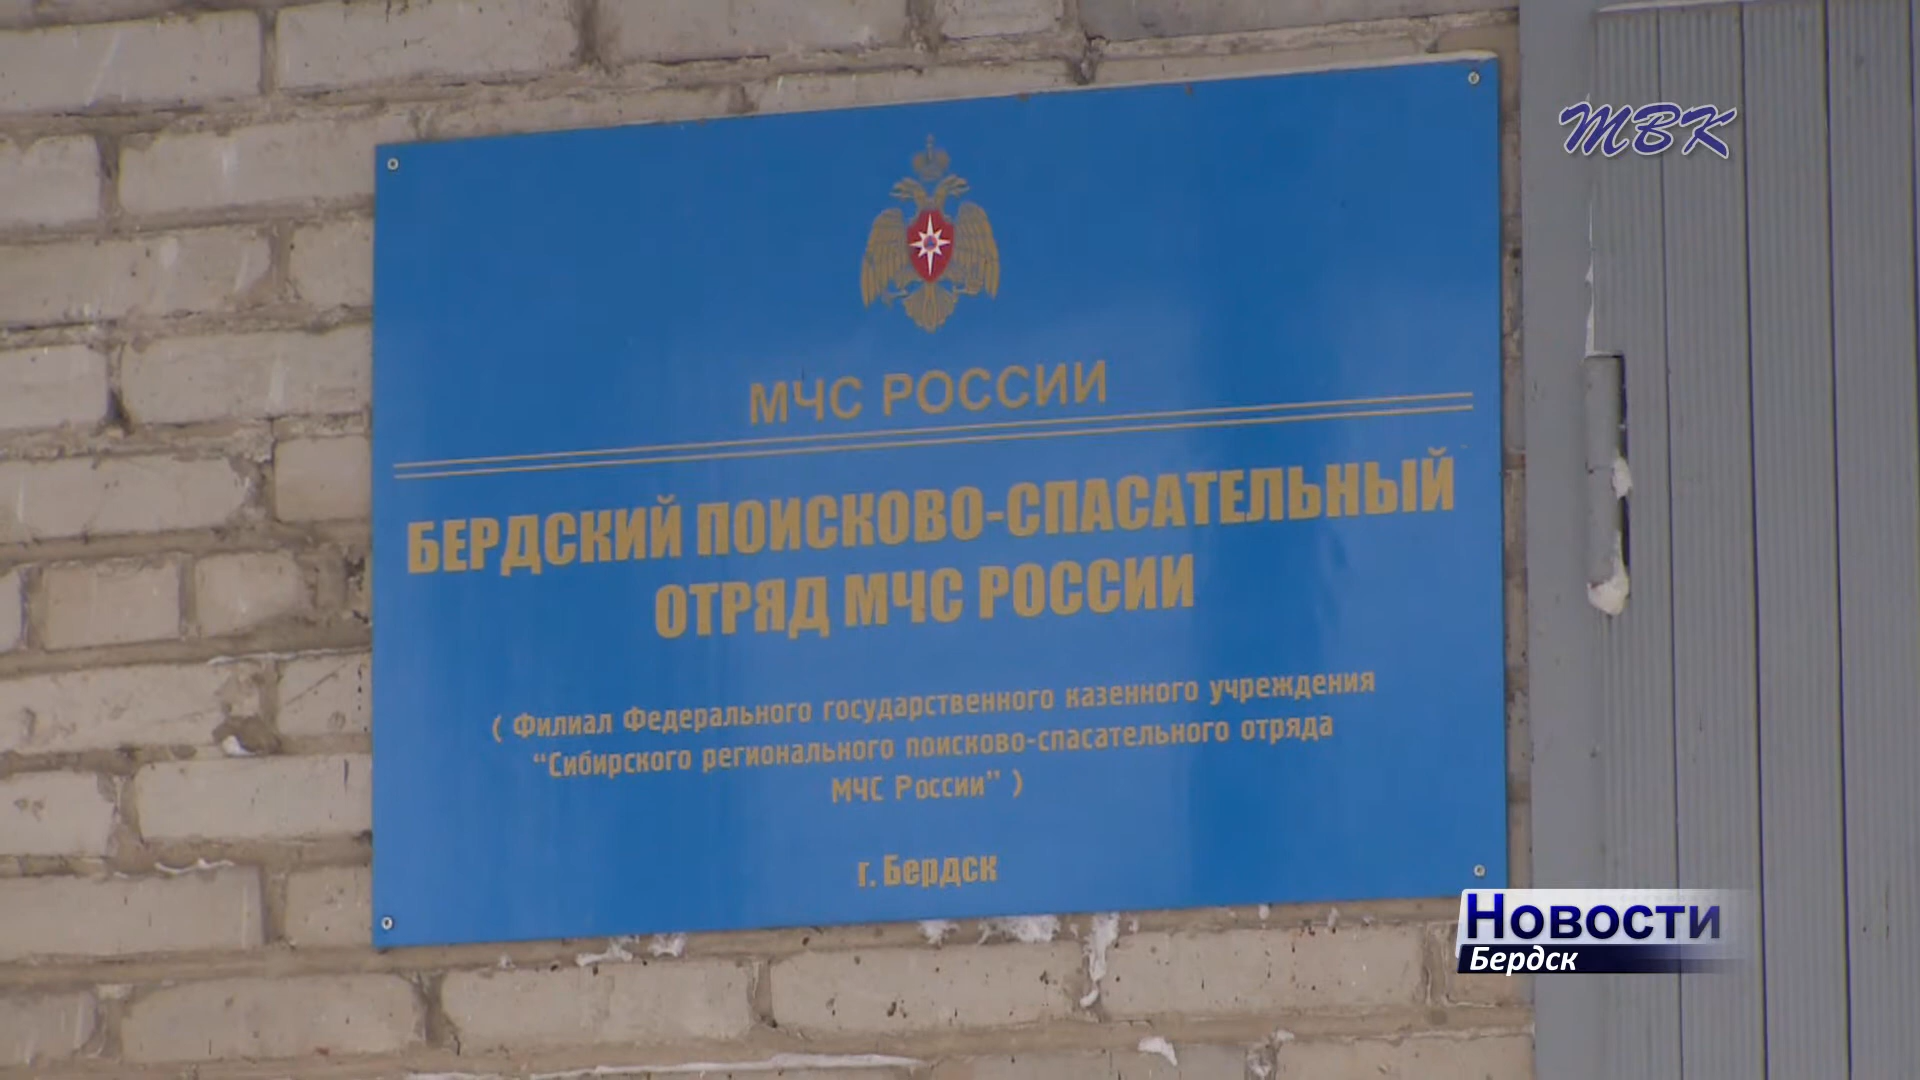 ТВК
МЧС РОССИИ
БЕРДСКИЙ ПОИСКОВО-СПАСАТЕЛЬНЫЙ
ОТРЯД МЧС РОССИИ
( Филиал Федерального государственного казенного учреждения
“Сибирского регионального поисково-спасательного отряда
МЧС России” )
г. Бердск
Новости
Бердск